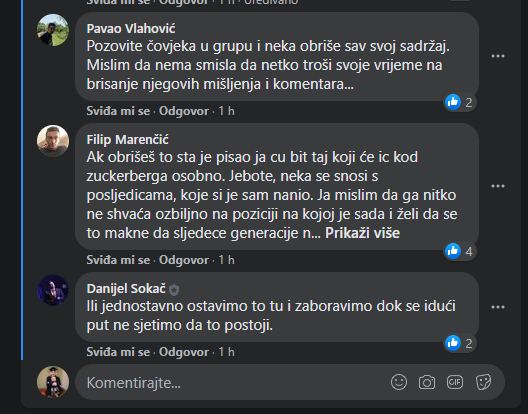 Sviđa mi se · Odgovor · 1 h · Uređivano
Pavao Vlahović
Pozovite čovjeka u grupu i neka obriše sav svoj sadržaj.
Mislim da nema smisla da netko troši svoje vrijeme na
brisanje njegovih mišljenja i komentara...
2
Sviđa mi se · Odgovor · 1 h
Filip Marenčić
Ak obrišeš to sta je pisao ja cu bit taj koji će ic kod
zuckerberga osobno. Jebote, neka se snosi s
posljedicama, koje si je sam nanio. Ja mislim da ga nitko
ne shvaća ozbiljno na poziciji na kojoj je sada i želi da se
to makne da sljedece generacije n... Prikaži više
4
Sviđa mi se · Odgovor · 1 h
Danijel Sokač
Ili jednostavno ostavimo to tu i zaboravimo dok se idući
put ne sjetimo da to postoji.
2
Sviđa mi se · Odgovor · 1 h
Komentirajte...
GIF